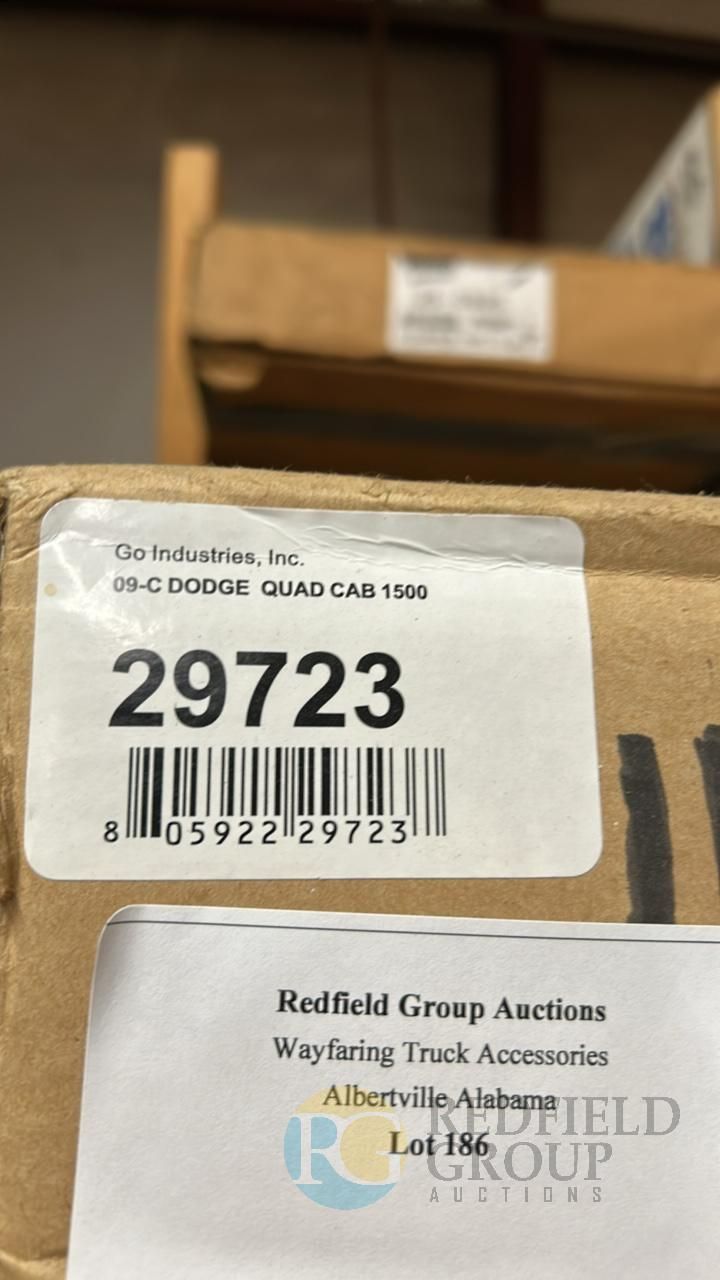 Go Industries, Inc.
09-C DODGE QUAD CAB 1500
29723
8 05922 29723
Redfield Group Auctions
Wayfaring Truck Accessories
Albertville Alabama
Lot 186
RG REDFIELD
GROUP
AUCTIONS